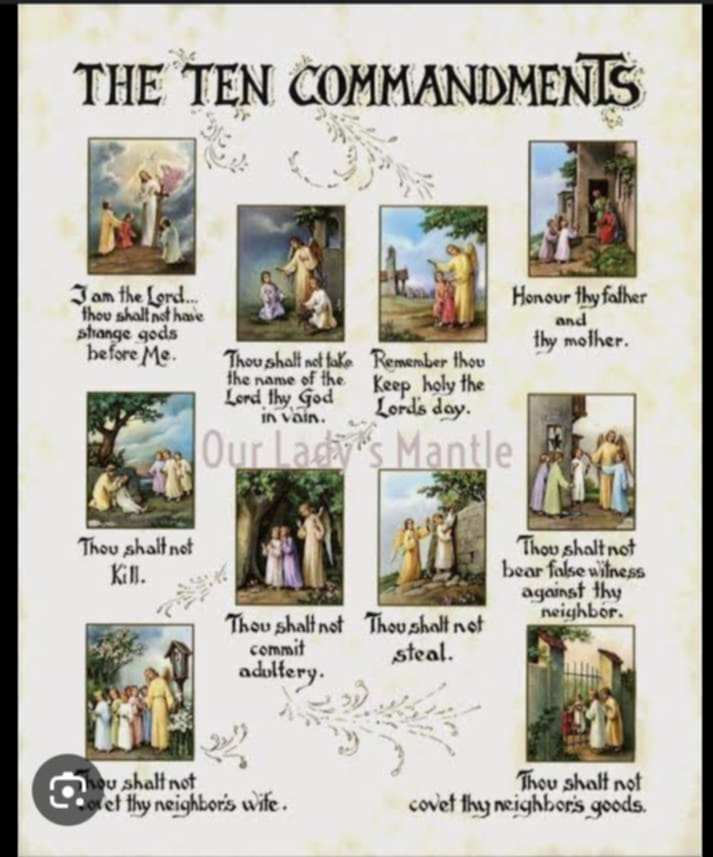 THE TEN COMMANDMENTS
I am the Lord...
thou shalt not have
strange gods
before Me.
Thou shalt not take
the name of the
Lord thy God
in vain.
Remember thou
Keep holy the
Lord's day.
Honour thy father
and
thy mother.
Our Lady's Mantle
Thou shalt not
Kill.
Thou shalt not
commit
adultery.
Thou shalt not
steal.
Thou shalt not
bear false witness
against thy
neighbor.
Thou shalt not
covet thy neighbor's wife.
Thou shalt not
covet thy neighbor's goods.